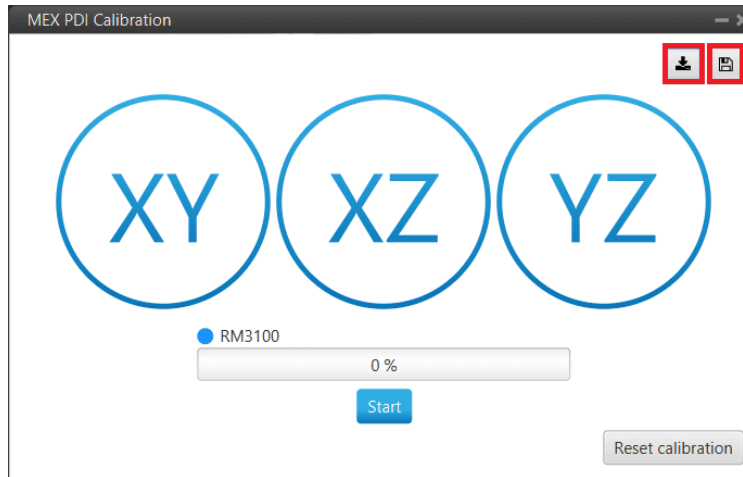 MEX PDI Calibration
XY XZ YZ
RM3100
0 %
Start
Reset calibration